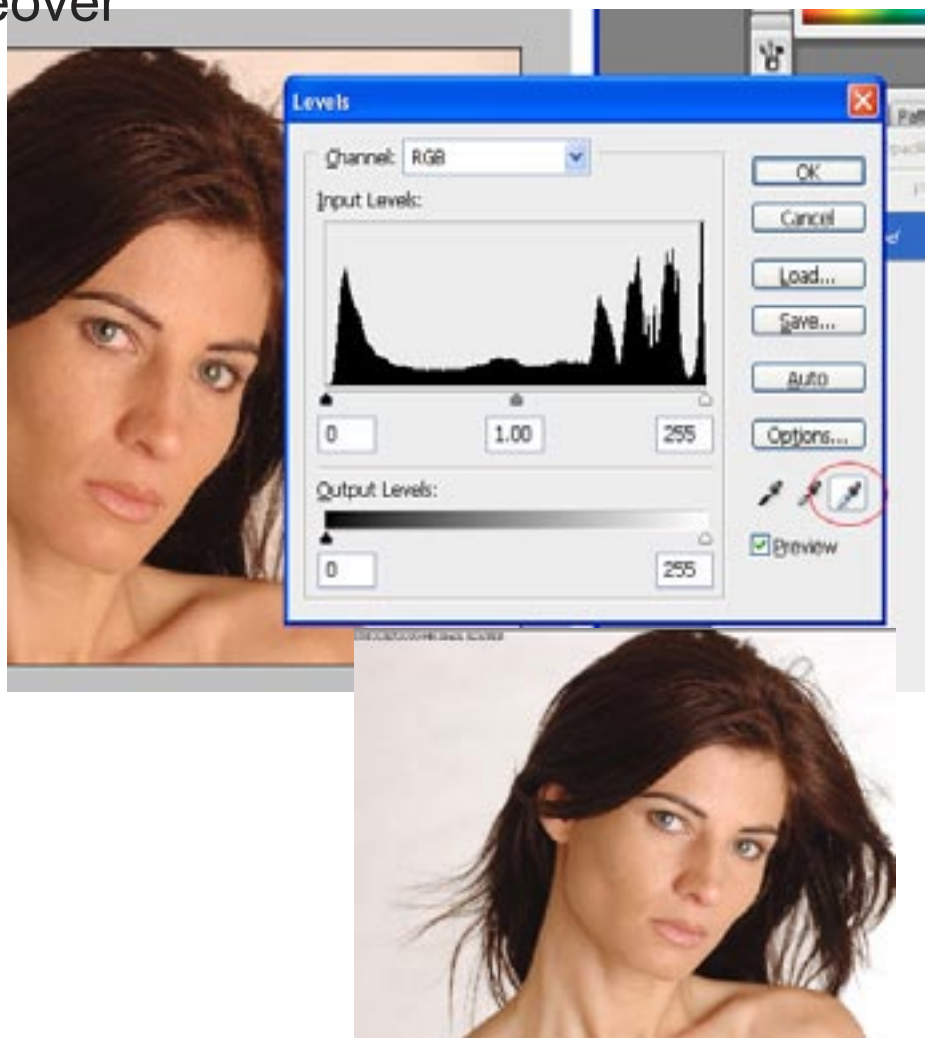 eover
Levels
Channel: RGB
Input Levels:
0 1.00 255
Output Levels:
0 255
OK
Cancel
Load...
Save...
Auto
Options...
Preview